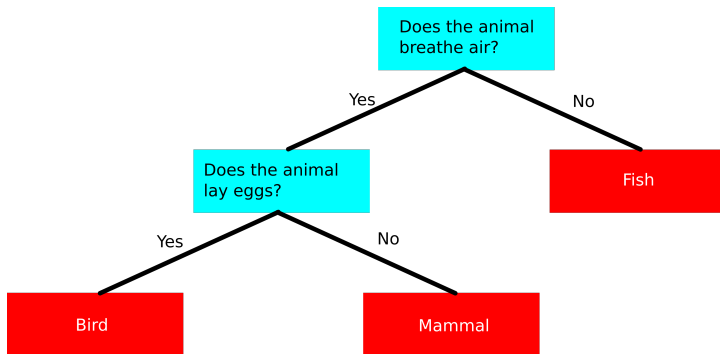 Does the animal
breathe air?
Yes
No
Does the animal
lay eggs?
Fish
Yes
No
Bird
Mammal